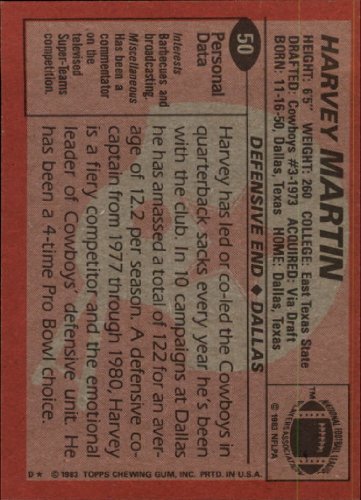 HARVEY MARTIN
HEIGHT: 6'5" WEIGHT: 260 COLLEGE: East Texas State
DRAFTED: Cowboys #3-1973 ACQUIRED: Via Draft
BORN: 11-16-50, Dallas, Texas HOME: Dallas, Texas
NATIONAL FOOTBALL LEAGUE PLAYERS ASSOCIATION
TM
© 1983 NFLPA
50
DEFENSIVE END ◆ DALLAS
Personal
Data
Interests
Barbecues and
broadcasting.
Miscellaneous
Has been a
commentator
on the
televised
Super-Teams
competition.
Harvey has led or co-led the Cowboys in
quarterback sacks every year he's been
with the club. In 10 campaigns at Dallas
he has amassed a total of 122 for an aver-
age of 12.2 per season. A defensive co-
captain from 1977 through 1980, Harvey
is a fiery competitor and the emotional
leader of Cowboys' defensive unit. He
has been a 4-time Pro Bowl choice.
D* © 1983 TOPPS CHEWING GUM, INC. PRTD. IN U.S.A.